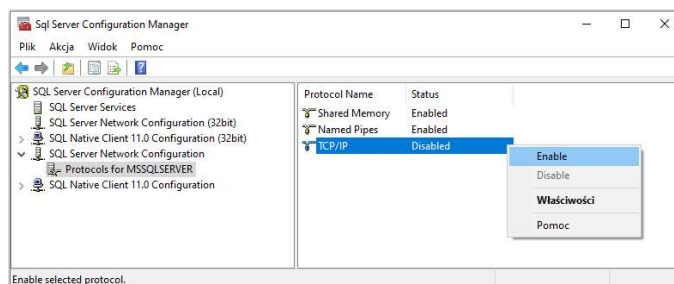 Sql Server Configuration Manager
Plik Akcja Widok Pomoc
SQL Server Configuration Manager (Local)
SQL Server Services
SQL Server Network Configuration (32bit)
SQL Native Client 11.0 Configuration (32bit)
SQL Server Network Configuration
Protocols for MSSQLSERVER
SQL Native Client 11.0 Configuration
Protocol Name Status
Shared Memory Enabled
Named Pipes Enabled
TCP/IP Disabled
Enable
Disable
Właściwości
Pomoc
Enable selected protocol.